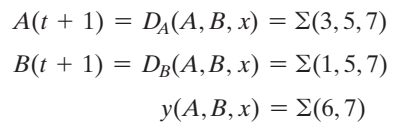 A(t + 1) = D_A(A, B, x) = Σ(3, 5, 7)
B(t + 1) = D_B(A, B, x) = Σ(1, 5, 7)
y(A, B, x) = Σ(6, 7)